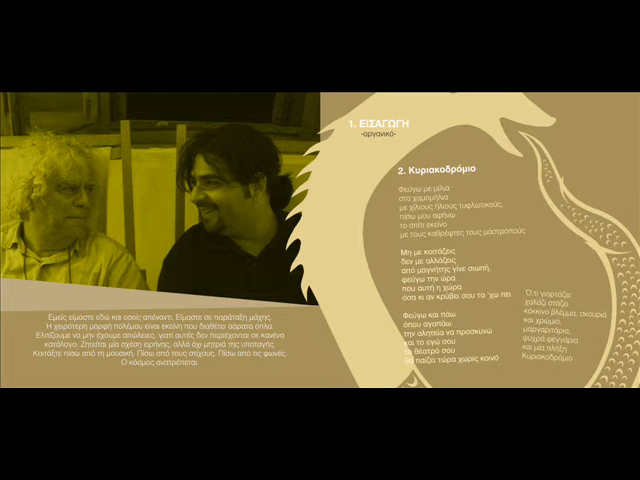 Εμείς είμαστε εδώ και εσείς απέναντι. Είμαστε σε παράταξη μάχης.
Η χειρότερη μορφή πολέμου είναι εκείνη που διαθέτει αόρατα όπλα.
Ελπίζουμε να μην έχουμε απώλειες, γιατί αυτές δεν περιέχονται σε κανένα
κατάλογο. Ζητείται μία σχέση ειρήνης, αλλά όχι μητριά της υποταγής.
Κοιτάξτε πίσω από τη μουσική. Πίσω από τους στίχους. Πίσω από τις φωνές.
Ο κόσμος ανατρέπεται.
1. ΕΙΣΑΓΩΓΗ
-οργανικό-
2. Κυριακοδρόμιο
Φεύγω με μίλια
στα χαμομήλια
με χίλιους ήλιους τυφλωτικούς,
πίσω μου αφήνω
το σπίτι εκείνο
με τους καθρέφτες τους μαστροπούς
Μη με κοιτάζεις
δεν με αλλάζεις
από μαγνήτης γίνε σιωπή,
φεύγω την ώρα
που αυτή η χώρα
όσα κι αν κρύβει σου τα 'χω πει
Φεύγω και πάω
όπου αγαπάω
την αλητεία να προσκυνώ
και το εγώ σου
το θέατρό σου
θα παίζει τώρα χωρίς κοινό
Ό,τι γιορτάζει
χαλάζι στάζει
κόκκινο βλέμμα, σκουριά
και χρώμιο,
μαργαριτάρια,
ψυχρά φεγγάρια
και μία πλήξη
Κυριακοδρόμιο